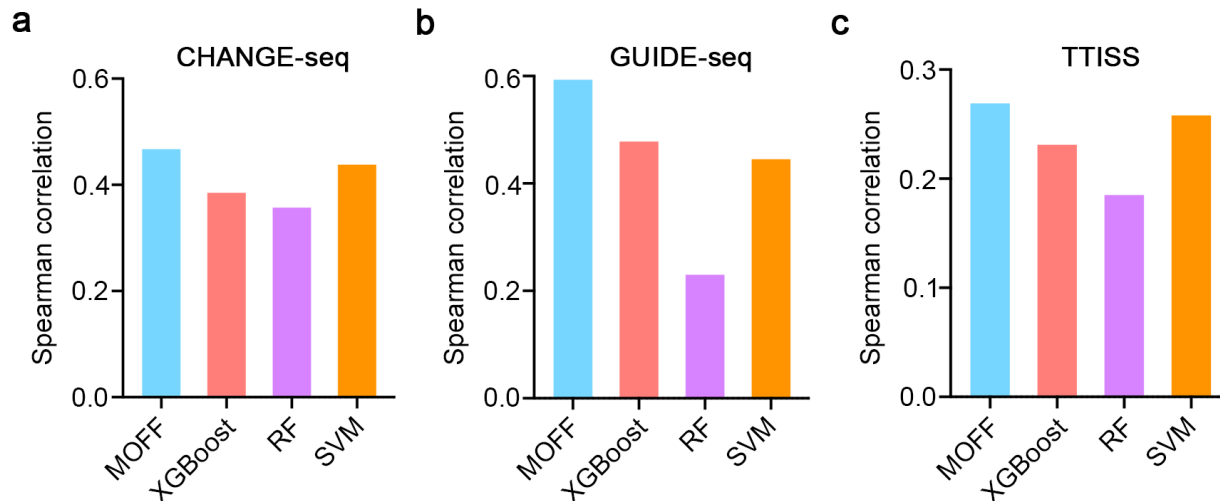 a
CHANGE-seq
Spearman correlation
0.6
0.4
0.2
0.0
MOFF
XGBoost
RF
SVM
b
GUIDE-seq
Spearman correlation
0.6
0.4
0.2
0.0
MOFF
XGBoost
RF
SVM
c
TTISS
Spearman correlation
0.3
0.2
0.1
0.0
MOFF
XGBoost
RF
SVM